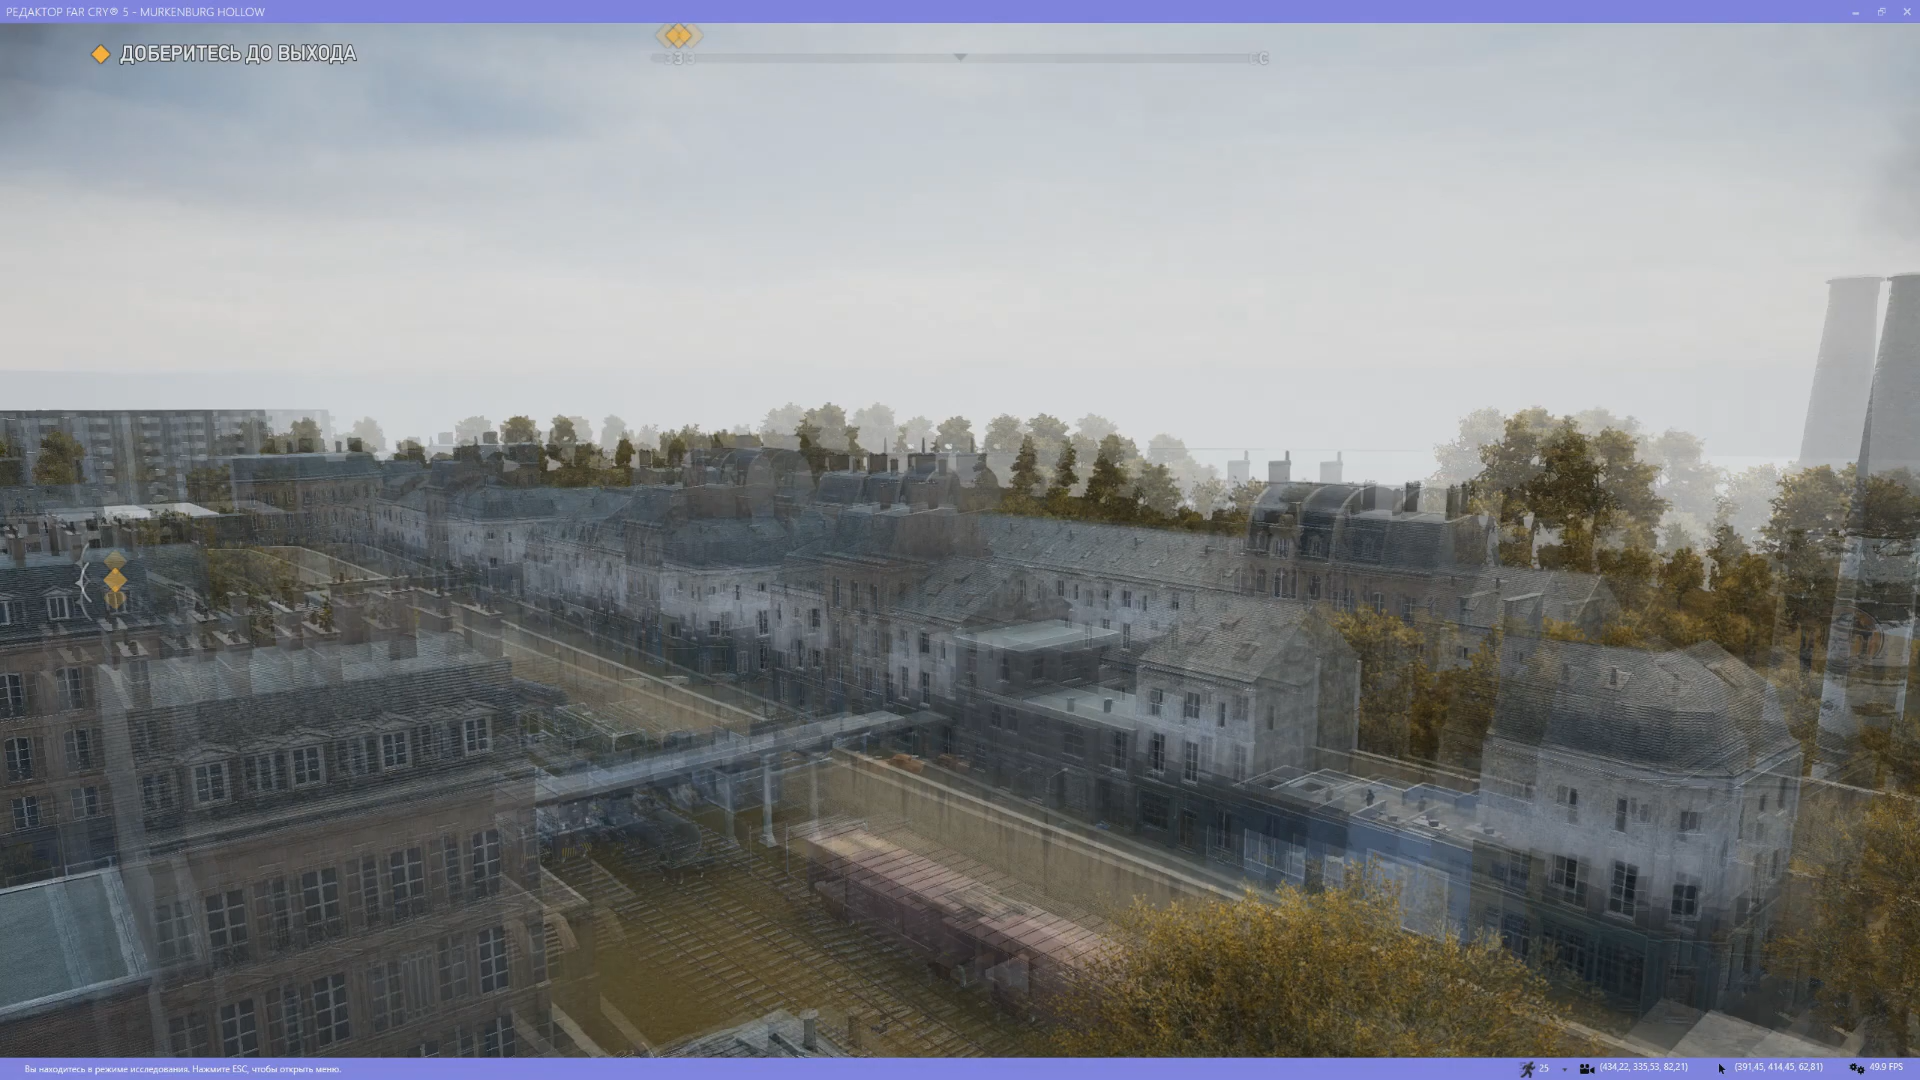 РЕДАКТОР FAR CRY® 5 - MURKENBURG HOLLOW
ДОБЕРИТЕСЬ ДО ВЫХОДА
З
С
Вы находитесь в режиме исследования. Нажмите ESC, чтобы открыть меню.
25
(434,22, 335,53, 82,21)
(391,45, 414,45, 62,81)
49.9 FPS